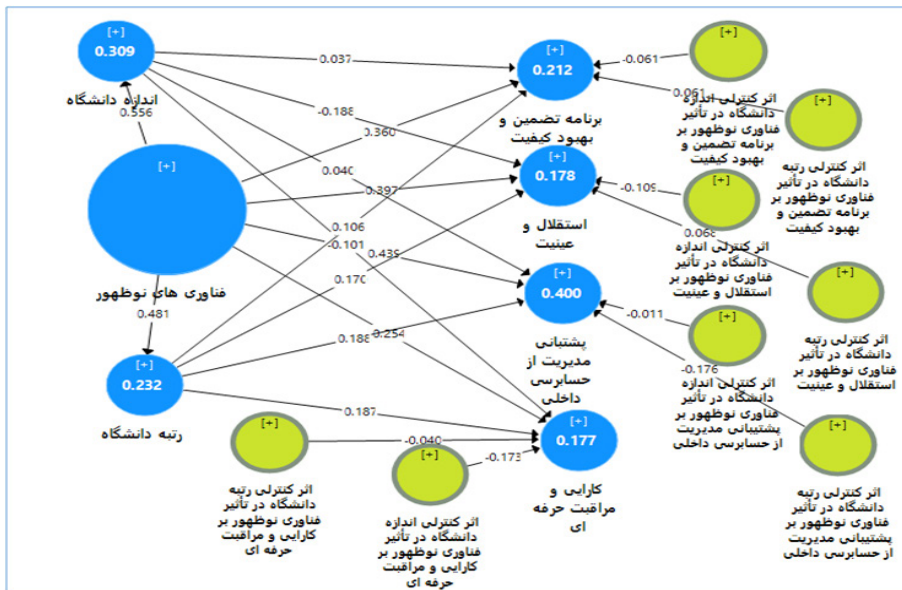 [+]
0.309
اندازه دانشگاه
0.556
[+]
فناوری های نوظهور
0.481
[+]
0.232
رتبه دانشگاه
0.037
-0.188
0.360
0.040
0.397
0.106
-0.101
0.439
0.170
0.254
0.188
0.187
[+]
0.212
برنامه تضمین و
بهبود کیفیت
[+]
0.178
استقلال و
عینیت
[+]
0.400
پشتبانی
مدیریت از
حسابرسی
داخلی
[+]
0.177
کارایی و
مراقبت حرفه
ای
-0.061
0.061
-0.109
0.068
-0.011
-0.176
-0.040
-0.173
[+]
اثر کنترلی اندازه
دانشگاه در تأثیر
فناوری نوظهور بر
برنامه تضمین و
بهبود کیفیت
[+]
اثر کنترلی رتبه
دانشگاه در تأثیر
فناوری نوظهور بر
برنامه تضمین و
بهبود کیفیت
[+]
اثر کنترلی اندازه
دانشگاه در تأثیر
فناوری نوظهور بر
استقلال و عینیت
[+]
اثر کنترلی رتبه
دانشگاه در تأثیر
فناوری نوظهور بر
استقلال و عینیت
[+]
اثر کنترلی اندازه
دانشگاه در تأثیر
فناوری نوظهور بر
پشتیبانی مدیریت
از حسابرسی داخلی
[+]
اثر کنترلی رتبه
دانشگاه در تأثیر
فناوری نوظهور بر
پشتیبانی مدیریت
از حسابرسی داخلی
[+]
اثر کنترلی رتبه
دانشگاه در تأثیر
فناوری نوظهور بر
کارایی و مراقبت
حرفه ای
[+]
اثر کنترلی اندازه
دانشگاه در تأثیر
فناوری نوظهور بر
کارایی و مراقبت
حرفه ای